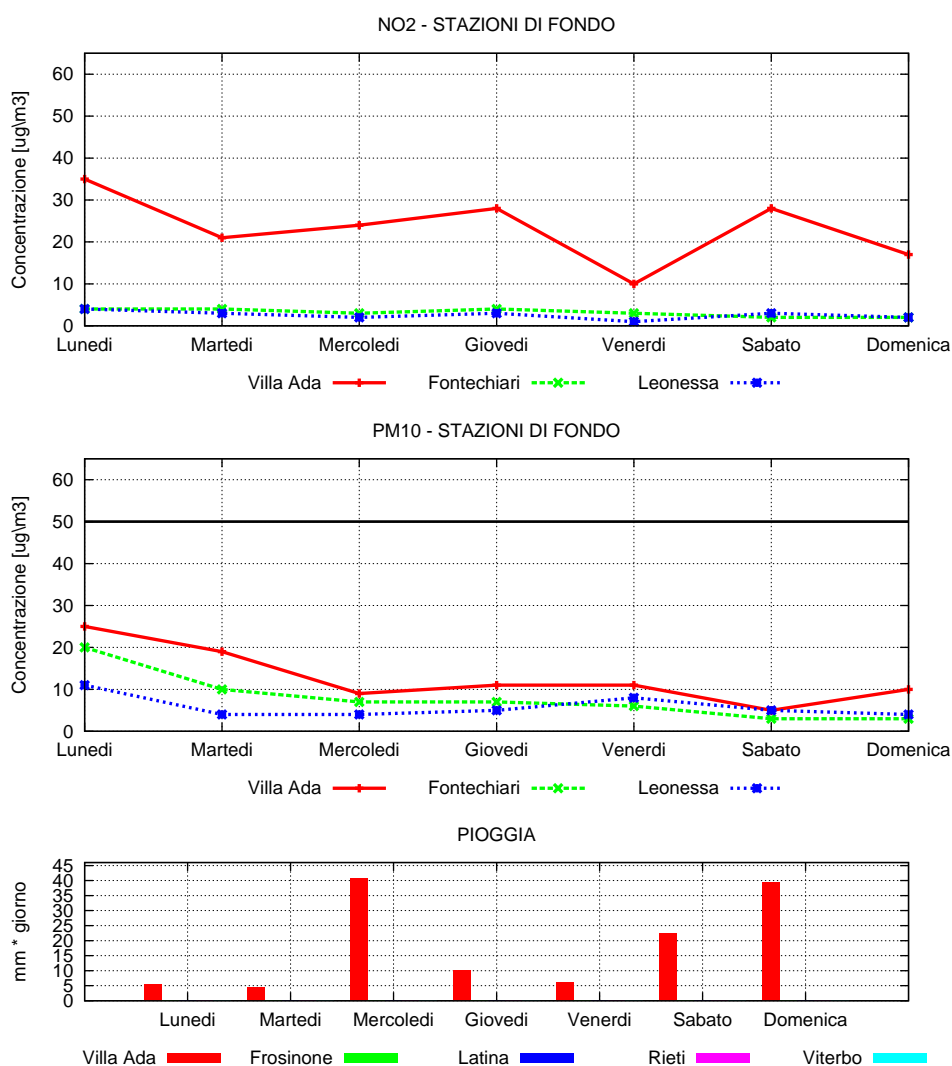 NO2 - STAZIONI DI FONDO
Concentrazione [ug\m3]
60
50
40
30
20
10
0
Lunedi Martedi Mercoledi Giovedi Venerdi Sabato Domenica
Villa Ada Fontechiari Leonessa
PM10 - STAZIONI DI FONDO
Concentrazione [ug\m3]
60
50
40
30
20
10
0
Lunedi Martedi Mercoledi Giovedi Venerdi Sabato Domenica
Villa Ada Fontechiari Leonessa
PIOGGIA
mm * giorno
45
40
35
30
25
20
15
10
5
0
Lunedi Martedi Mercoledi Giovedi Venerdi Sabato Domenica
Villa Ada Frosinone Latina Rieti Viterbo